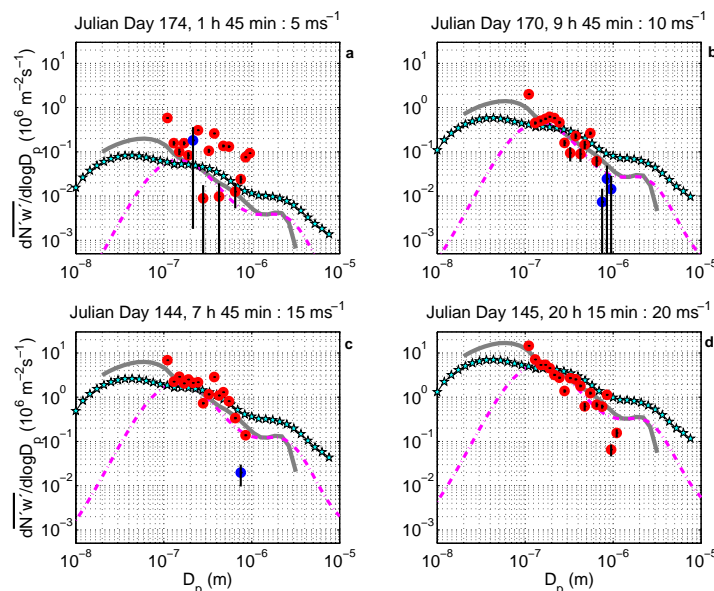 Julian Day 174, 1 h 45 min : 5 ms⁻¹
Julian Day 170, 9 h 45 min : 10 ms⁻¹
a
b
10¹
10⁰
10⁻¹
10⁻²
10⁻³
10¹
10⁰
10⁻¹
10⁻²
10⁻³
dN´w´/dlogDₚ (10⁶ m⁻²s⁻¹)
10⁻⁸ 10⁻⁷ 10⁻⁶ 10⁻⁵
10⁻⁸ 10⁻⁷ 10⁻⁶ 10⁻⁵
Julian Day 144, 7 h 45 min : 15 ms⁻¹
Julian Day 145, 20 h 15 min : 20 ms⁻¹
c
d
10¹
10⁰
10⁻¹
10⁻²
10⁻³
10¹
10⁰
10⁻¹
10⁻²
10⁻³
dN´w´/dlogDₚ (10⁶ m⁻²s⁻¹)
10⁻⁸ 10⁻⁷ 10⁻⁶ 10⁻⁵
10⁻⁸ 10⁻⁷ 10⁻⁶ 10⁻⁵
Dₚ (m)
Dₚ (m)